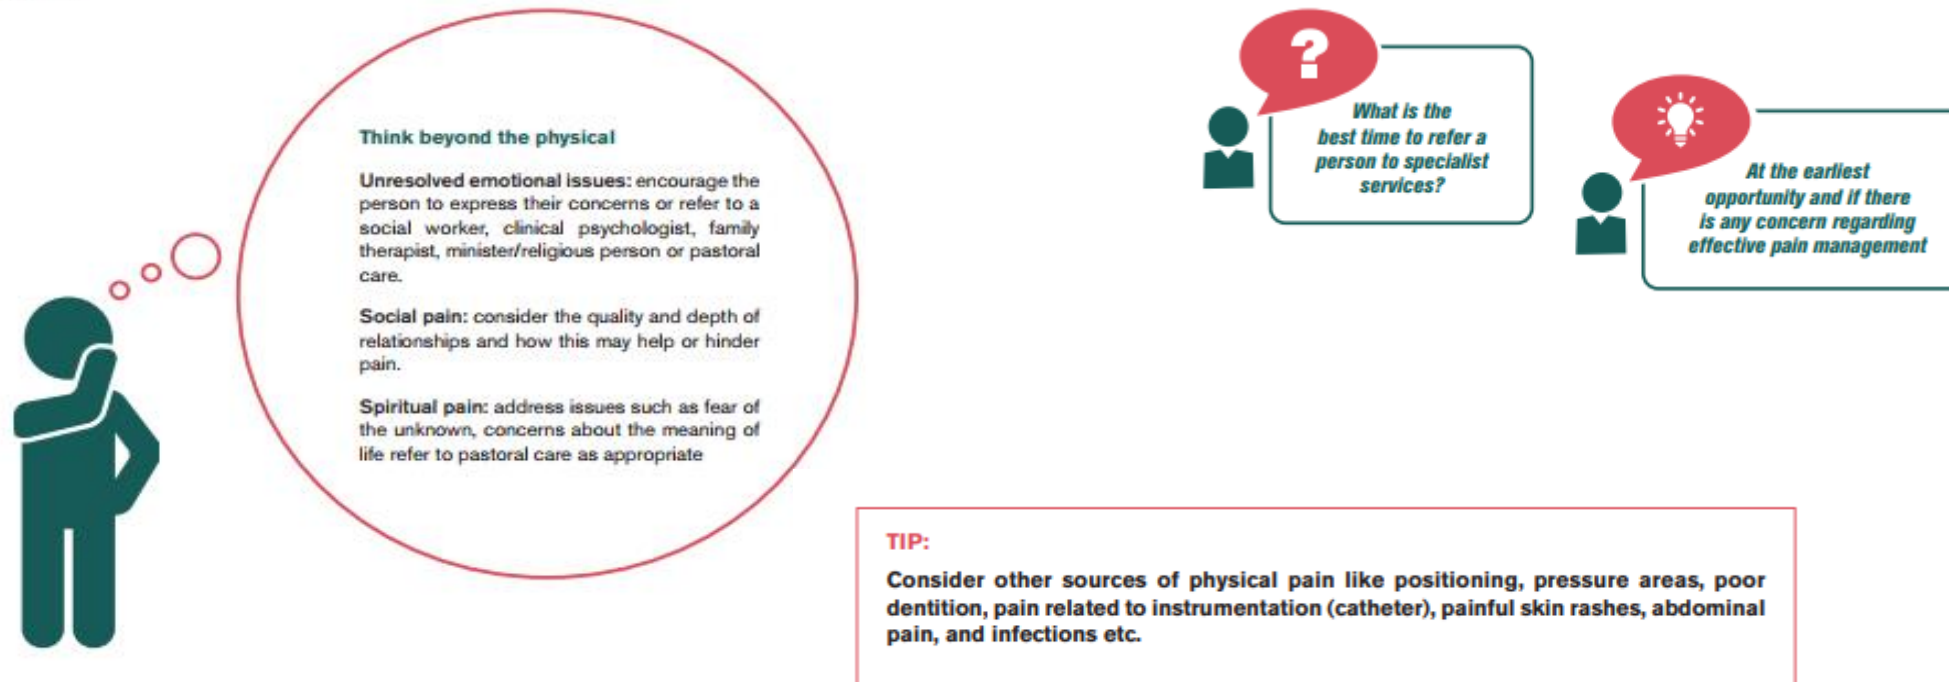 Think beyond the physical
Unresolved emotional issues: encourage the
person to express their concerns or refer to a
social worker, clinical psychologist, family
therapist, minister/religious person or pastoral
care.
Social pain: consider the quality and depth of
relationships and how this may help or hinder
pain.
Spiritual pain: address issues such as fear of
the unknown, concerns about the meaning of
life refer to pastoral care as appropriate
?
What is the
best time to refer a
person to specialist
services?
At the earliest
opportunity and if there
is any concern regarding
effective pain management
TIP:
Consider other sources of physical pain like positioning, pressure areas, poor
dentition, pain related to instrumentation (catheter), painful skin rashes, abdominal
pain, and infections etc.